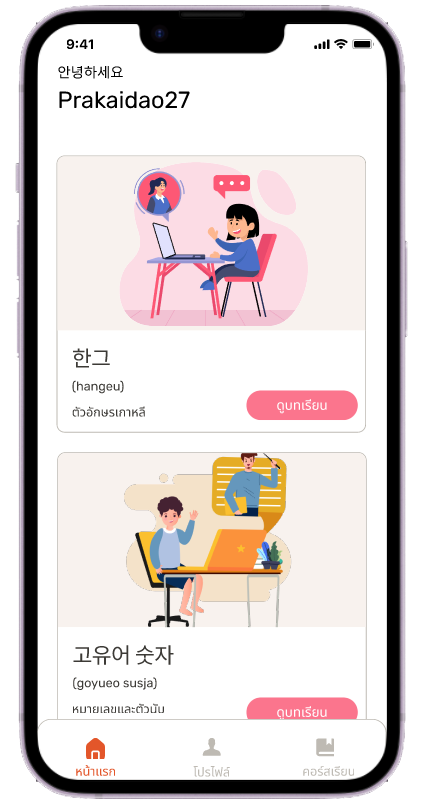 9:41
안녕하세요
Prakaidao27
한그
(hangeu)
ตัวอักษรเกาหลี
ดูบทเรียน
고유어 숫자
(goyueo susja)
หมายเลขและตัวนับ
ดูบทเรียน
หน้าแรก
โปรไฟล์
คอร์สเรียน